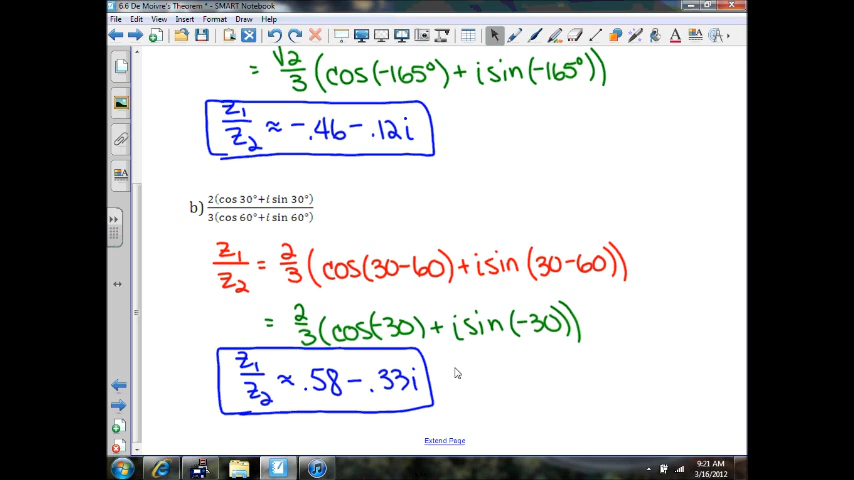 6.6 De Moivre's Theorem * - SMART Notebook
File Edit View Insert Format Draw Help
= √2/3 (cos(-165°) + i sin(-165°))
z₁/z₂ ≈ -.46 - .12i
b) 2(cos 30°+i sin 30°)/3(cos 60°+i sin 60°)
z₁/z₂ = 2/3 (cos(30-60) + i sin(30-60))
= 2/3 (cos(-30) + i sin(-30))
z₁/z₂ ≈ .58 - .33i
Extend Page
9:21 AM
3/16/2012